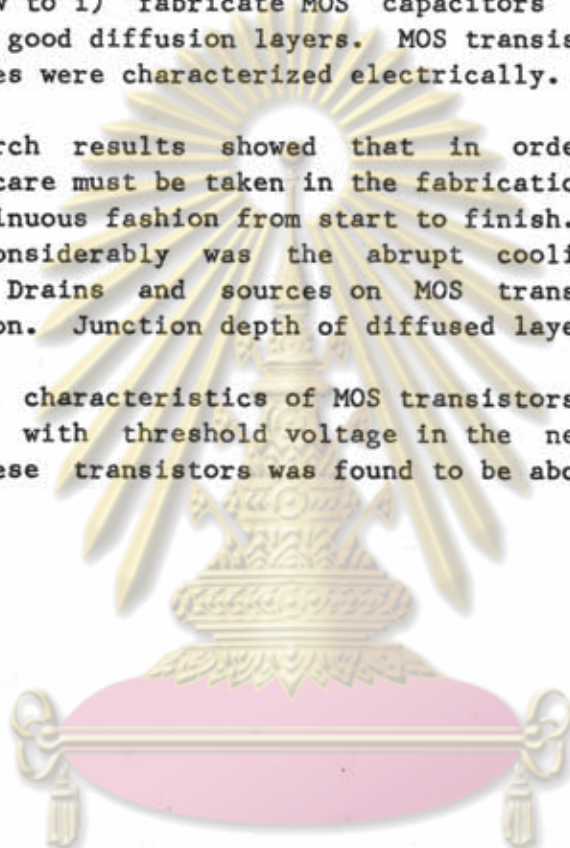 to i) fabricate MOS capacitors
good diffusion layers. MOS transis
es were characterized electrically.
rch results showed that in orde
care must be taken in the fabricatio
inuous fashion from start to finish.
onsiderably was the abrupt cooli
Drains and sources on MOS trans
on. Junction depth of diffused laye
characteristics of MOS transistors
with threshold voltage in the ne
ese transistors was found to be abo